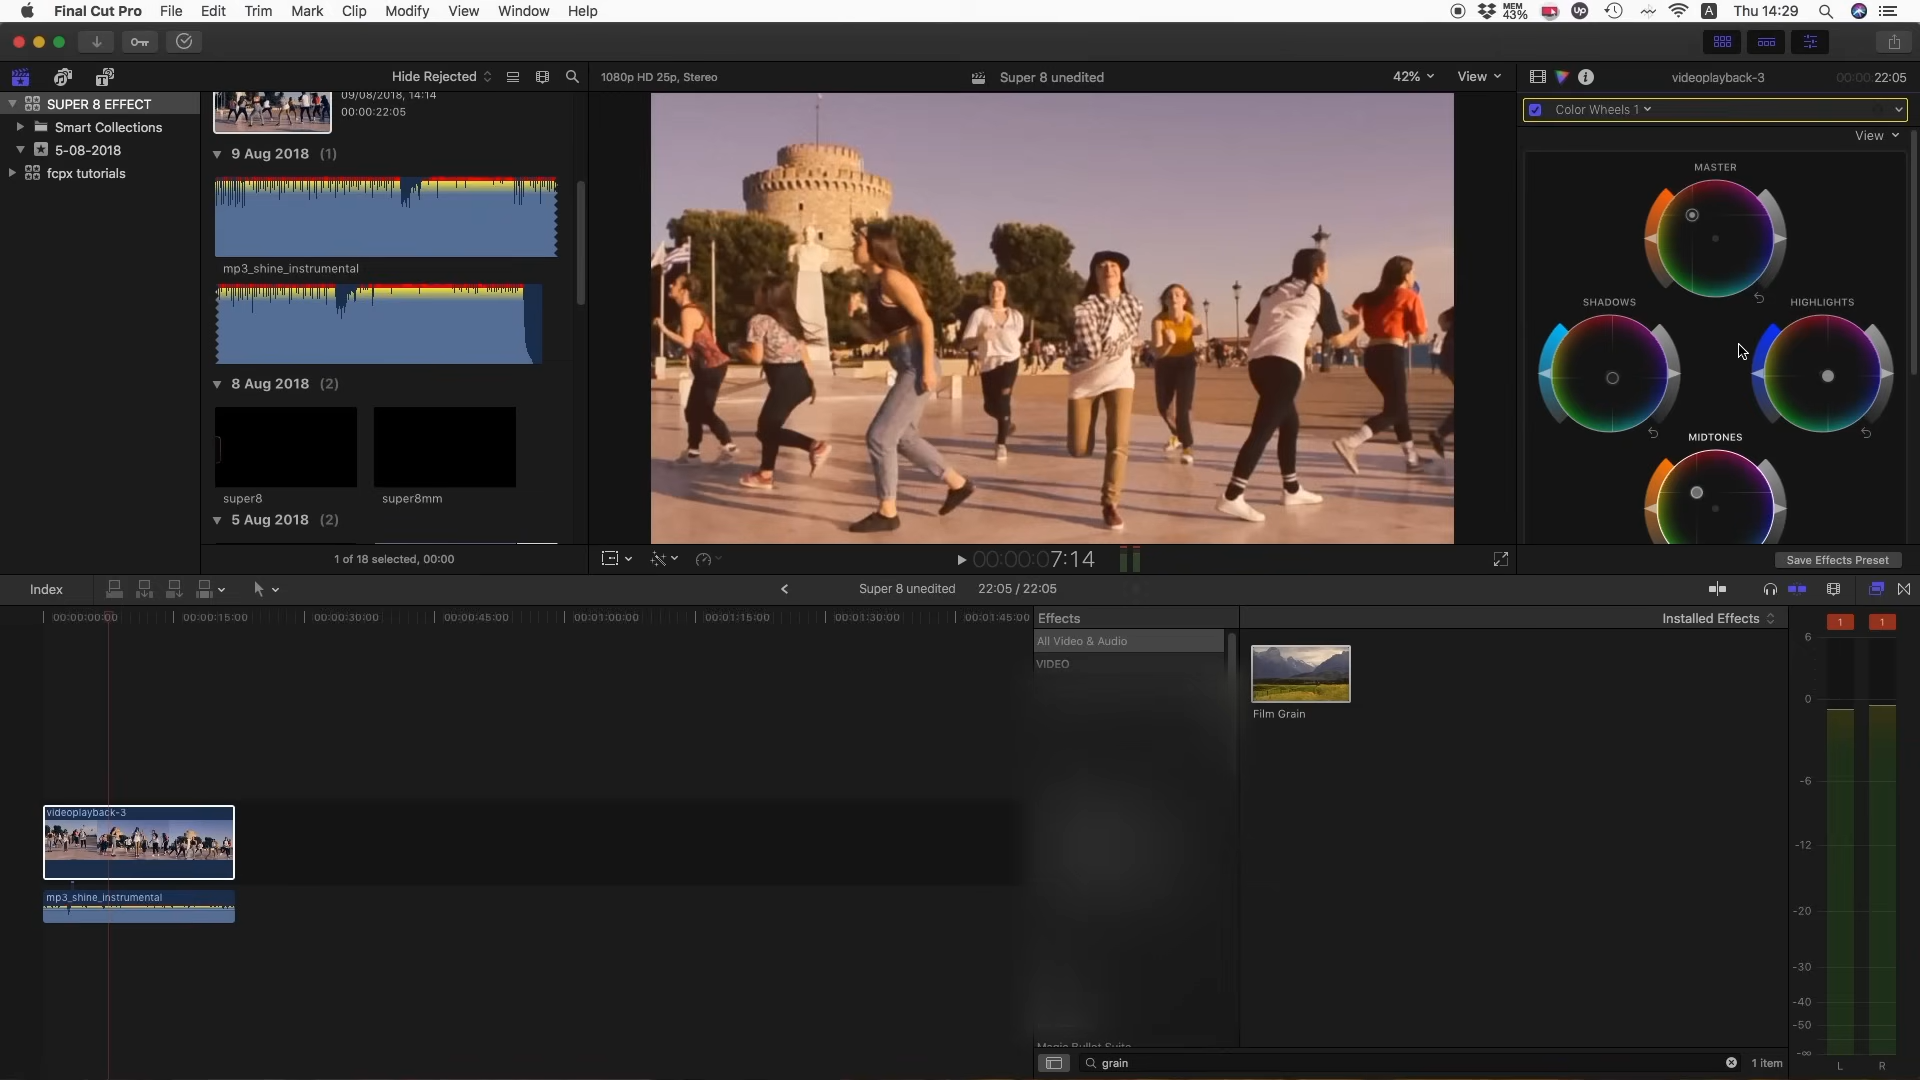 Final Cut Pro File Edit Trim Mark Clip Modify View Window Help
MEM 43% Up A Thu 14:29
Hide Rejected
1080p HD 25p, Stereo
Super 8 unedited
42% View
videoplayback-3
00:00:22:05
SUPER 8 EFFECT
Smart Collections
5-08-2018
fcpx tutorials
09/08/2018, 14:14
00:00:22:05
9 Aug 2018 (1)
mp3_shine_instrumental
8 Aug 2018 (2)
super8
super8mm
5 Aug 2018 (2)
1 of 18 selected, 00:00
00:00:07:14
Color Wheels 1
View
MASTER
SHADOWS
HIGHLIGHTS
MIDTONES
Save Effects Preset
Index
Super 8 unedited
22:05 / 22:05
00:00:00:00
00:00:15:00
00:00:30:00
00:00:45:00
00:01:00:00
00:01:15:00
00:01:30:00
00:01:45:00
videoplayback-3
mp3_shine_instrumental
Effects
Installed Effects
All Video & Audio
VIDEO
Film Grain
grain
1 item
1 1
6
0
-6
-12
-20
-30
-40
-50
-∞
L R